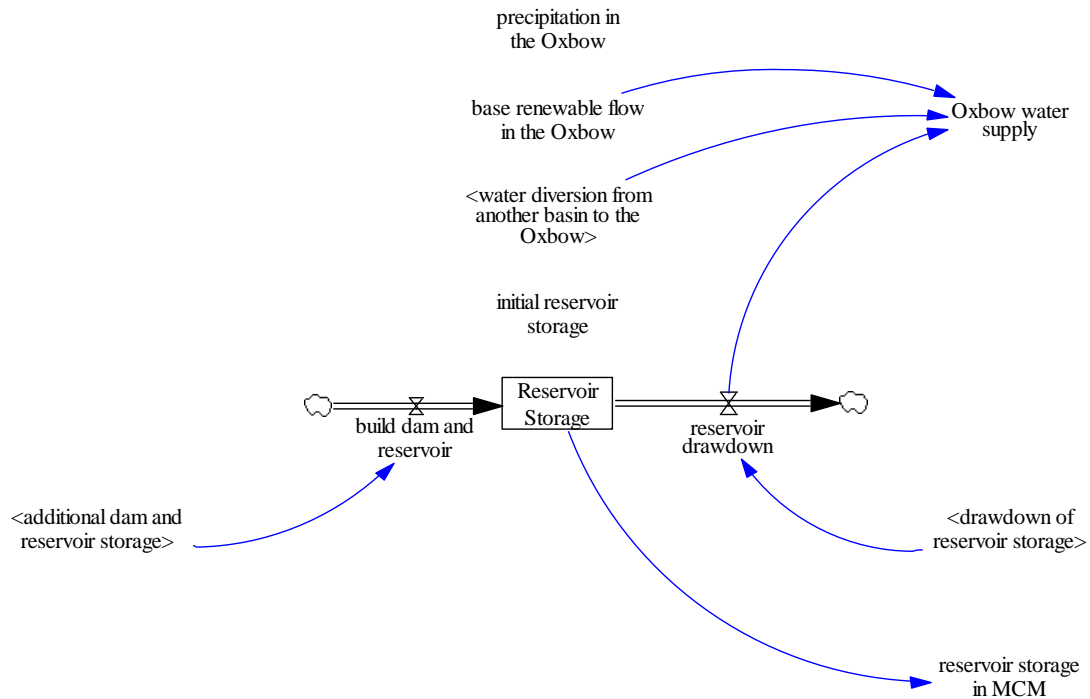 precipitation in
the Oxbow
base renewable flow
in the Oxbow
Oxbow water
supply
<water diversion from
another basin to the
Oxbow>
initial reservoir
storage
Reservoir
Storage
build dam and
reservoir
reservoir
drawdown
<additional dam and
reservoir storage>
<drawdown of
reservoir storage>
reservoir storage
in MCM